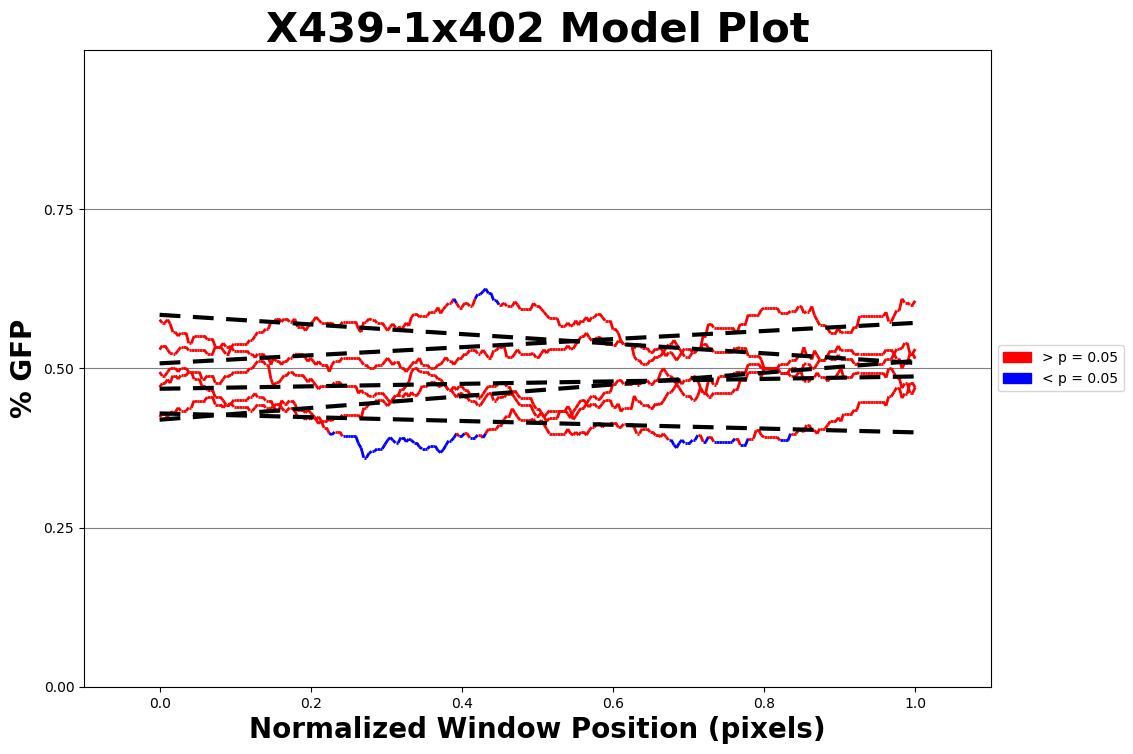 X439-1x402 Model Plot
% GFP
0.75
0.50
0.25
0.00
0.0 0.2 0.4 0.6 0.8 1.0
Normalized Window Position (pixels)
> p = 0.05
< p = 0.05